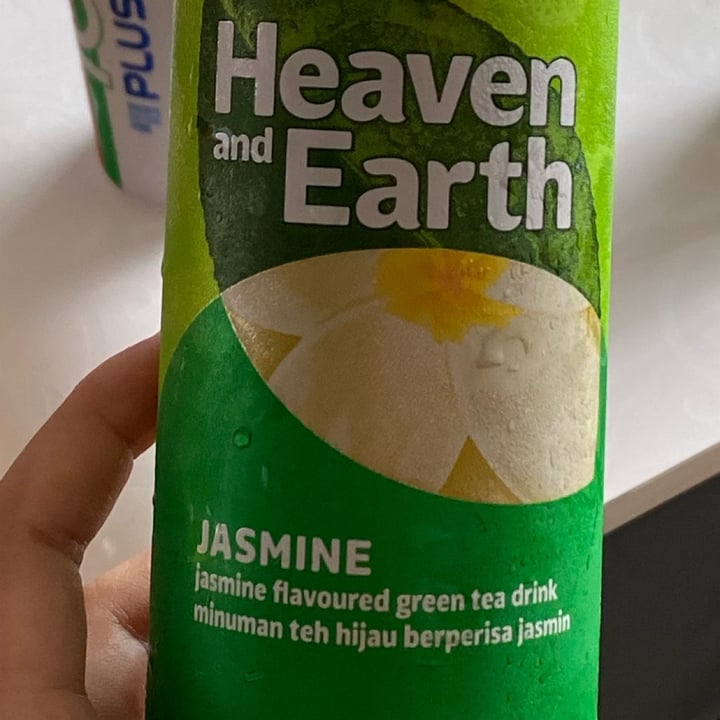 PLUS
Heaven
and Earth
JASMINE
jasmine flavoured green tea drink
minuman teh hijau berperisa jasmin